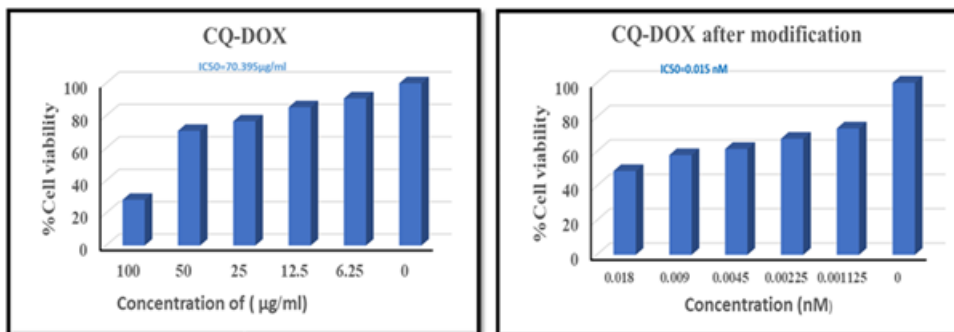 CQ-DOX
IC50=70.395µg/ml
100
80
60
40
20
0
%Cell viability
100 50 25 12.5 6.25 0
Concentration of ( µg/ml)
CQ-DOX after modification
IC50=0.015 nM
100
80
60
40
20
0
%Cell viability
0.018 0.009 0.0045 0.00225 0.001125 0
Concentration (nM)